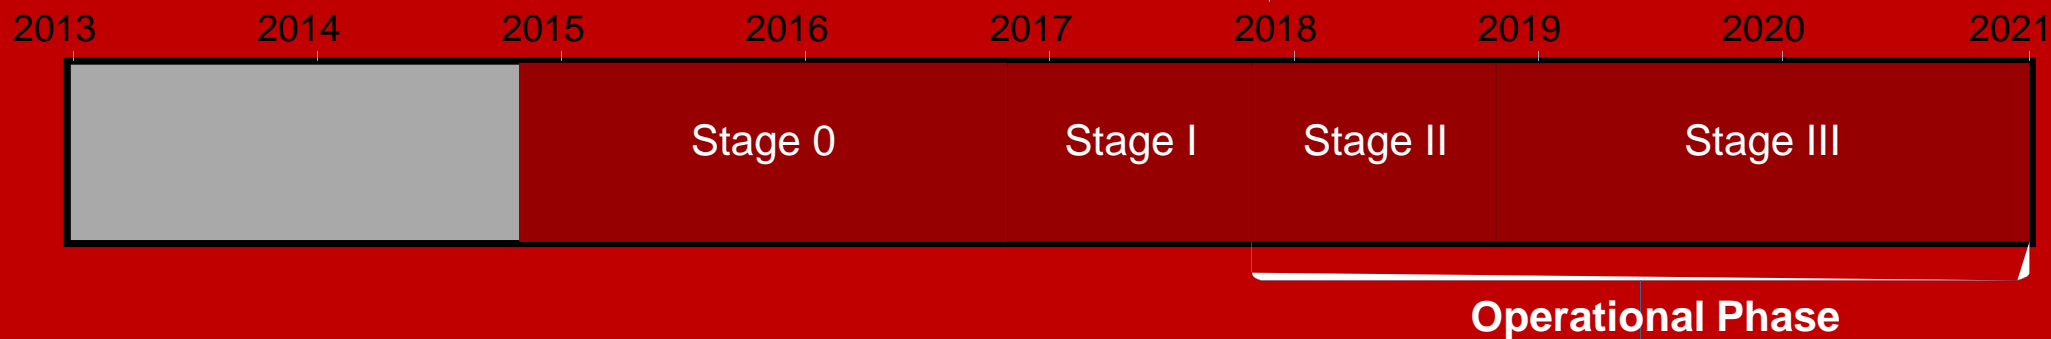 2013 2014 2015 2016 2017 2018 2019 2020 2021
Stage 0 Stage I Stage II Stage III
Operational Phase